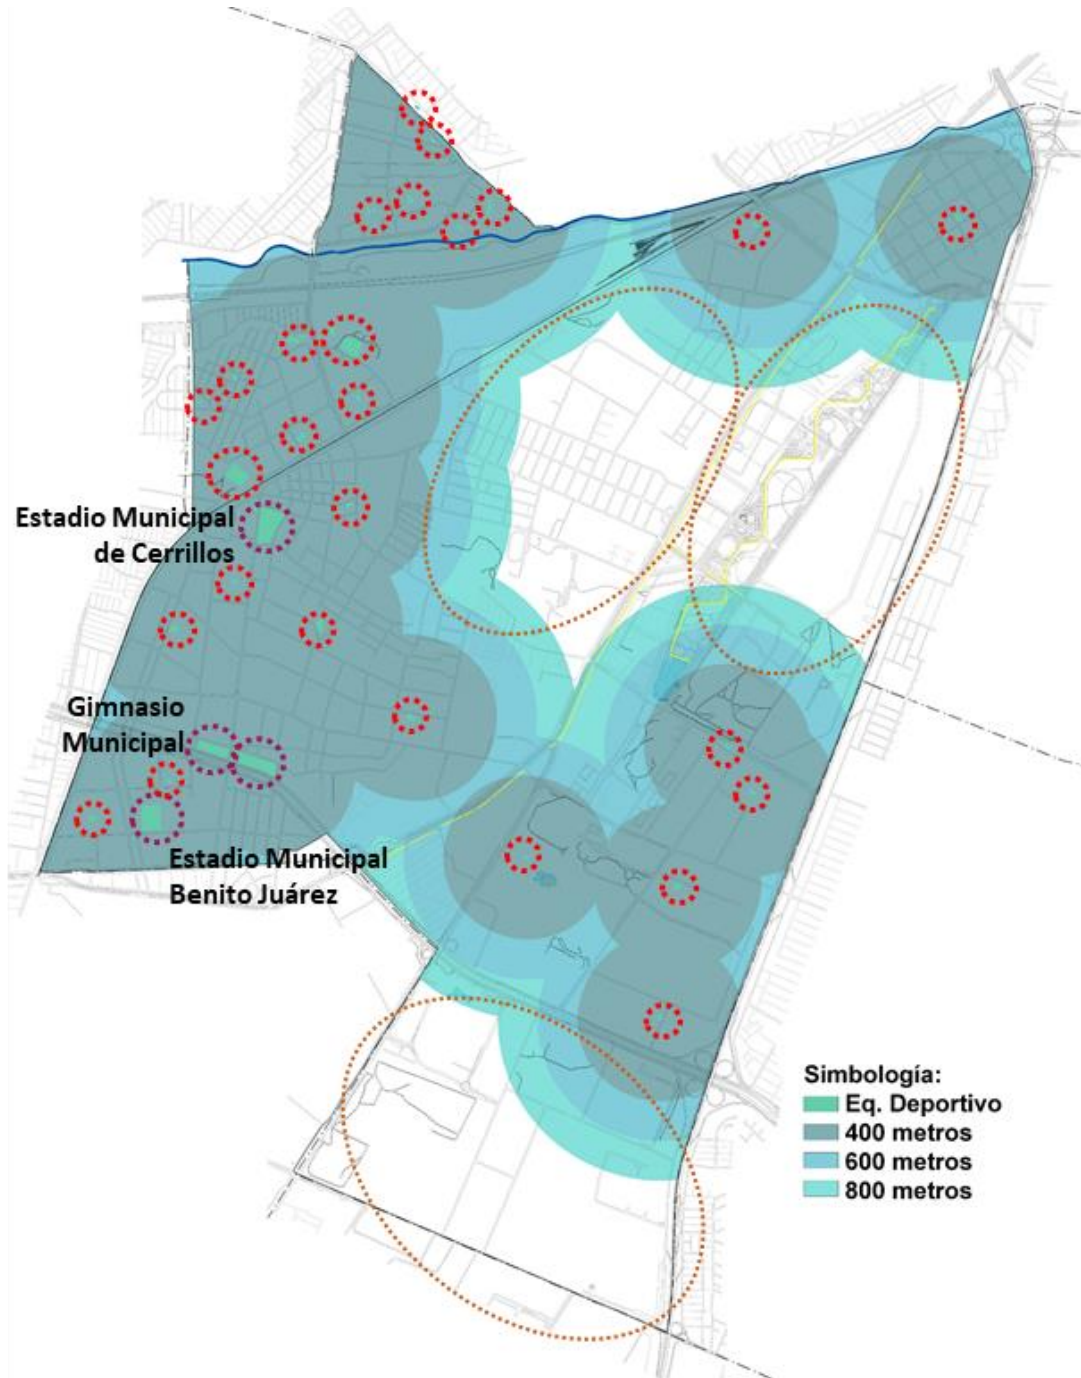 Estadio Municipal
de Cerrillos
Gimnasio
Municipal
Estadio Municipal
Benito Juárez
Simbología:
Eq. Deportivo
400 metros
600 metros
800 metros